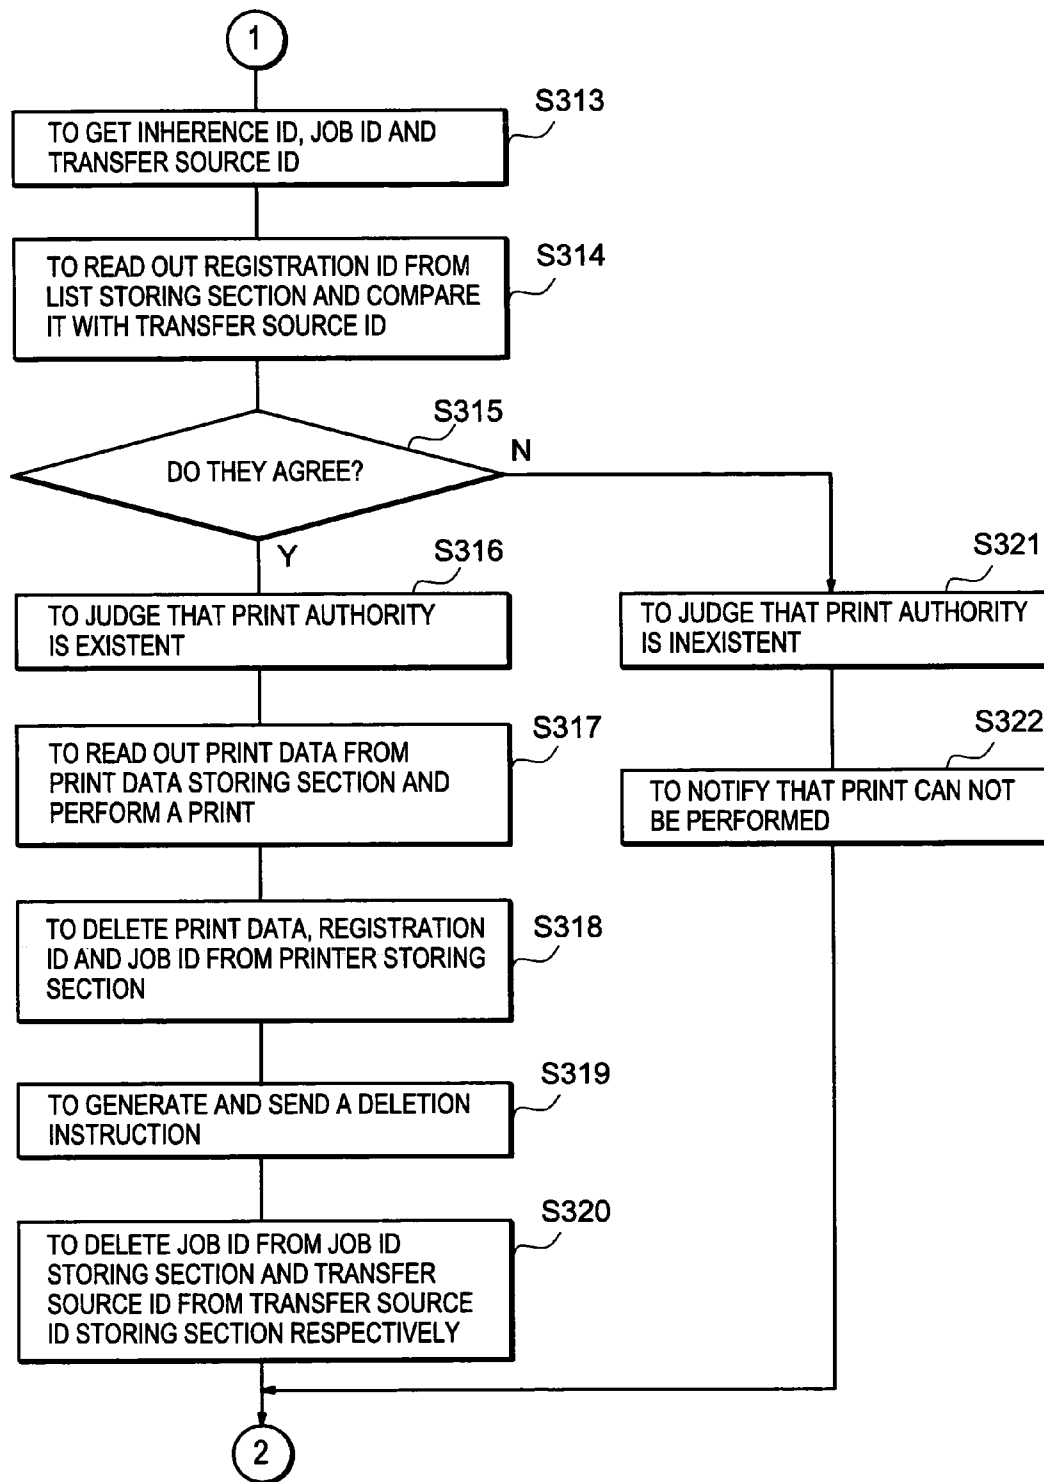 1
S313
TO GET INHERENCE ID, JOB ID AND
TRANSFER SOURCE ID
S314
TO READ OUT REGISTRATION ID FROM
LIST STORING SECTION AND COMPARE
IT WITH TRANSFER SOURCE ID
S315
DO THEY AGREE?
N
Y
S316
TO JUDGE THAT PRINT AUTHORITY
IS EXISTENT
S321
TO JUDGE THAT PRINT AUTHORITY
IS INEXISTENT
S317
TO READ OUT PRINT DATA FROM
PRINT DATA STORING SECTION AND
PERFORM A PRINT
S322
TO NOTIFY THAT PRINT CAN NOT
BE PERFORMED
S318
TO DELETE PRINT DATA, REGISTRATION
ID AND JOB ID FROM PRINTER STORING
SECTION
S319
TO GENERATE AND SEND A DELETION
INSTRUCTION
S320
TO DELETE JOB ID FROM JOB ID
STORING SECTION AND TRANSFER
SOURCE ID FROM TRANSFER SOURCE
ID STORING SECTION RESPECTIVELY
2